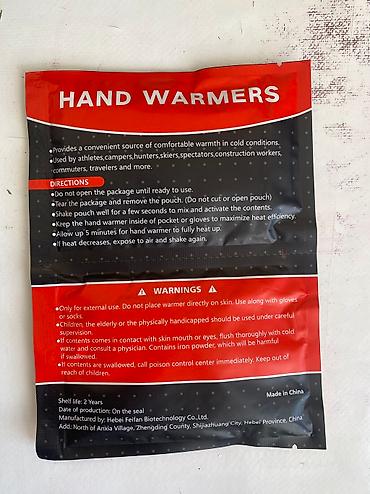 HAND WARMERS
•Provides a convenient source of comfortable warmth in cold conditions.
•Used by athletes,campers,hunters,skiers,spectators,construction workers,
commuters, travelers and more.
DIRECTIONS
•Do not open the package until ready to use.
•Tear the package and remove the pouch. (Do not cut or open pouch)
•Shake pouch well for a few seconds to mix and activate the contents.
•Keep the hand warmer inside of pocket or gloves to maximize heat efficiency.
•Allow up 5 minutes for hand warmer to fully heat up.
•If heat decreases, expose to air and shake again.
WARNINGS
•Only for external use. Do not place warmer directly on skin. Use along with gloves
or socks.
•Children, the elderly or the physically handicapped should be used under careful
supervision.
•If contents comes in contact with skin mouth or eyes, flush thoroughly with cold
water and consult a physician. Contains iron powder, which will be harmful
if swallowed.
•If contents are swallowed, call poison control center immediately. Keep out of
reach of children.
Made in China
Shelf life: 2 Years
Date of production: On the seal
Manufactured by: Hebei Feifan Biotechnology Co.,Ltd.
Add: North of Anxia Village, Zhengding County, Shijiazhuang City, Hebei Province, China